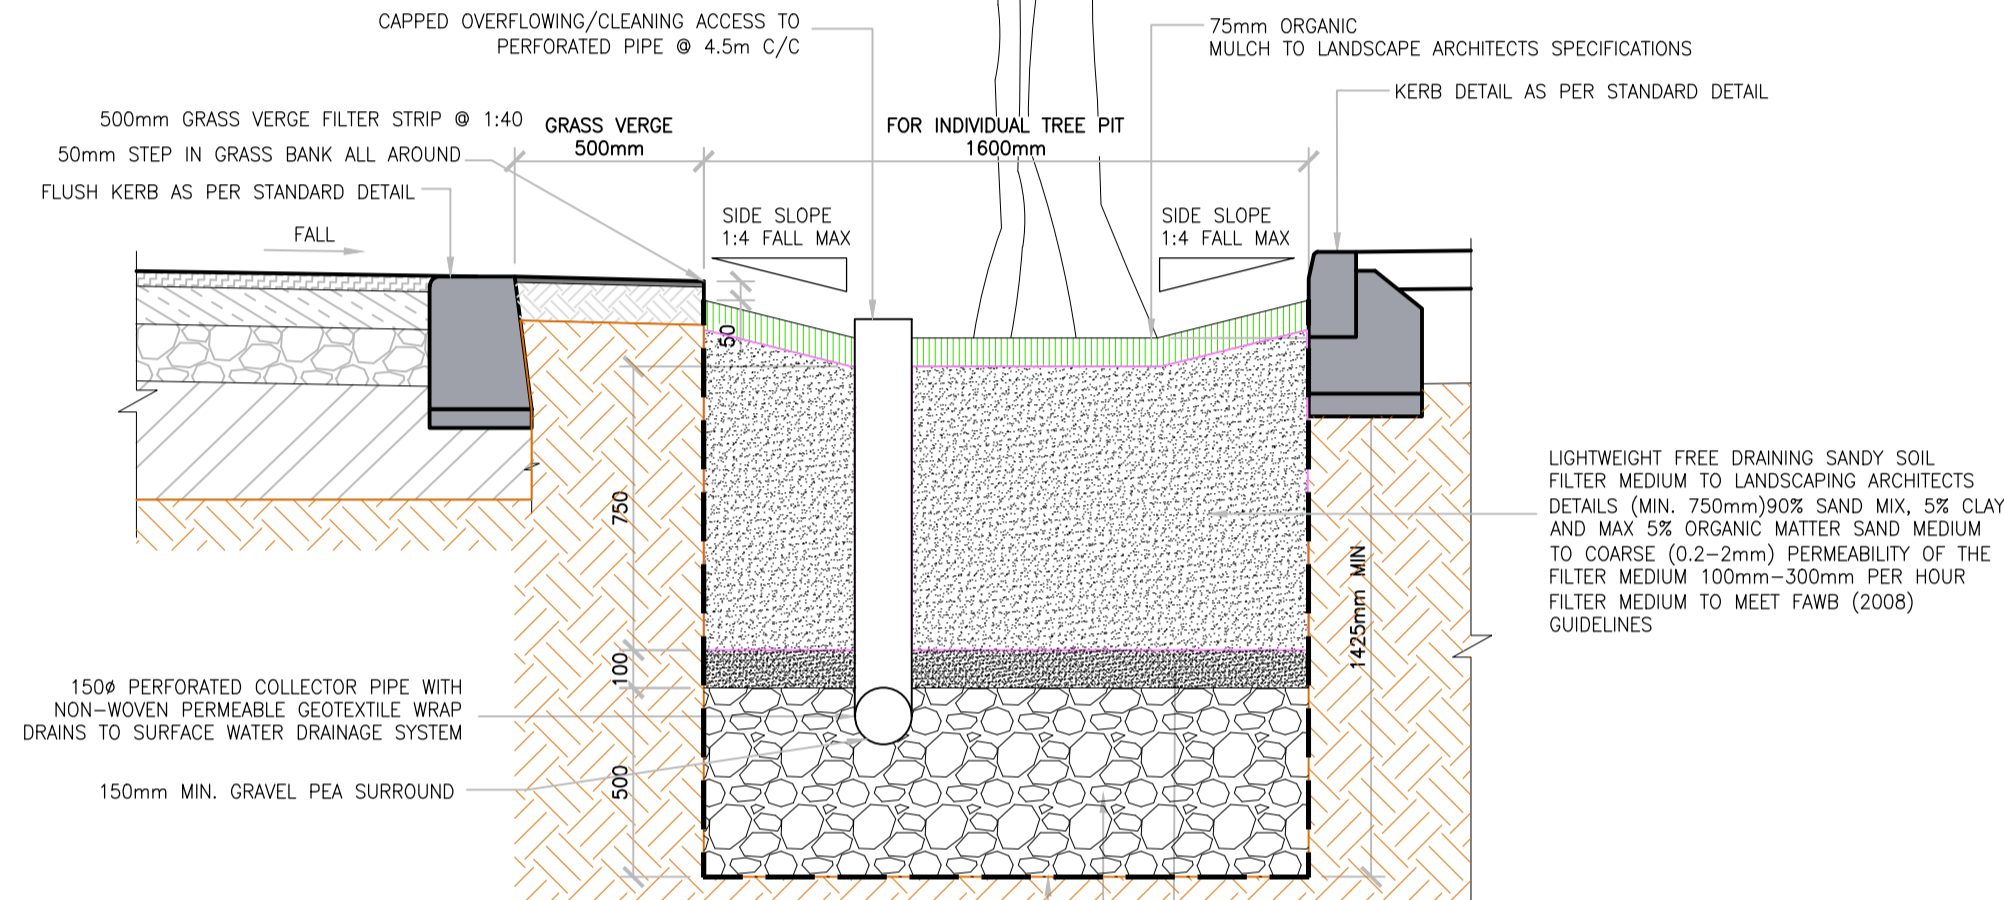 CAPPED OVERFLOWING/CLEANING ACCESS TO
PERFORATED PIPE @ 4.5m C/C
75mm ORGANIC
MULCH TO LANDSCAPE ARCHITECTS SPECIFICATIONS
KERB DETAIL AS PER STANDARD DETAIL
500mm GRASS VERGE FILTER STRIP @ 1:40
50mm STEP IN GRASS BANK ALL AROUND
FLUSH KERB AS PER STANDARD DETAIL
GRASS VERGE
500mm
FOR INDIVIDUAL TREE PIT
1600mm
FALL
SIDE SLOPE
1:4 FALL MAX
SIDE SLOPE
1:4 FALL MAX
50
750
100
500
1425mm MIN
LIGHTWEIGHT FREE DRAINING SANDY SOIL
FILTER MEDIUM TO LANDSCAPING ARCHITECTS
DETAILS (MIN. 750mm)90% SAND MIX, 5% CLAY
AND MAX 5% ORGANIC MATTER SAND MEDIUM
TO COARSE (0.2-2mm) PERMEABILITY OF THE
FILTER MEDIUM 100mm-300mm PER HOUR
FILTER MEDIUM TO MEET FAWB (2008)
GUIDELINES
150ø PERFORATED COLLECTOR PIPE WITH
NON-WOVEN PERMEABLE GEOTEXTILE WRAP
DRAINS TO SURFACE WATER DRAINAGE SYSTEM
150mm MIN. GRAVEL PEA SURROUND